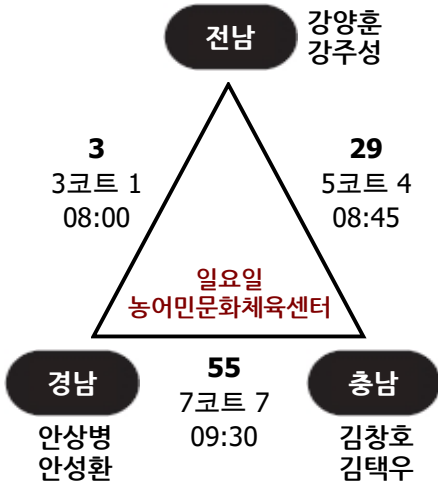 전남
강양훈
강주성
3
3코트 1
08:00
29
5코트 4
08:45
일요일
농어민문화체육센터
경남
안상병
안성환
55
7코트 7
09:30
충남
김창호
김택우